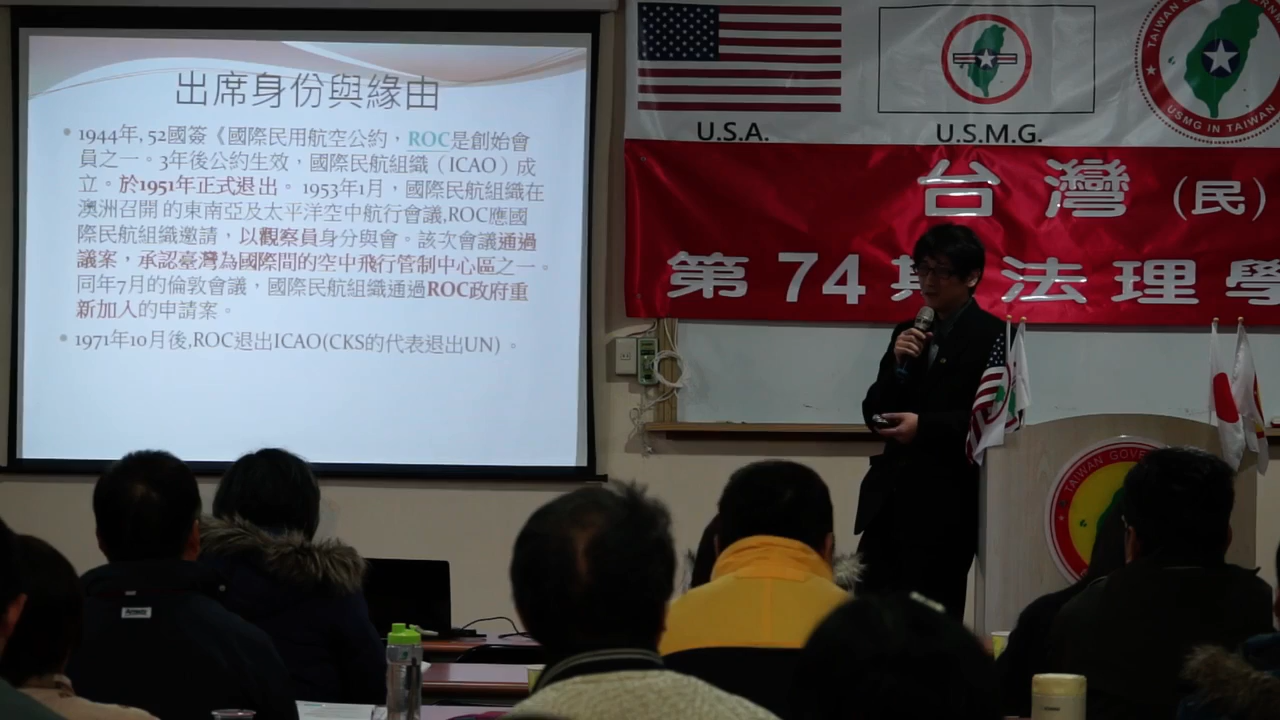 出席身份與緣由
• 1944年, 52國簽《國際民用航空公約，ROC是創始會
員之一。3年後公約生效，國際民航組織（ICAO）成
立。於1951年正式退出。 1953年1月，國際民航組織在
澳洲召開的東南亞及太平洋空中航行會議,ROC應國
際民航組織邀請，以觀察員身分與會。該次會議通過
議案，承認臺灣為國際間的空中飛行管制中心區之一。
同年7月的倫敦會議，國際民航組織通過ROC政府重
新加入的申請案。
• 1971年10月後,ROC退出ICAO(CKS的代表退出UN) 。
U.S.A.
U.S.M.G.
TAIWAN
USMG IN TAIWAN
台灣（民）
第74期 法理學
TAIWAN GOVERN